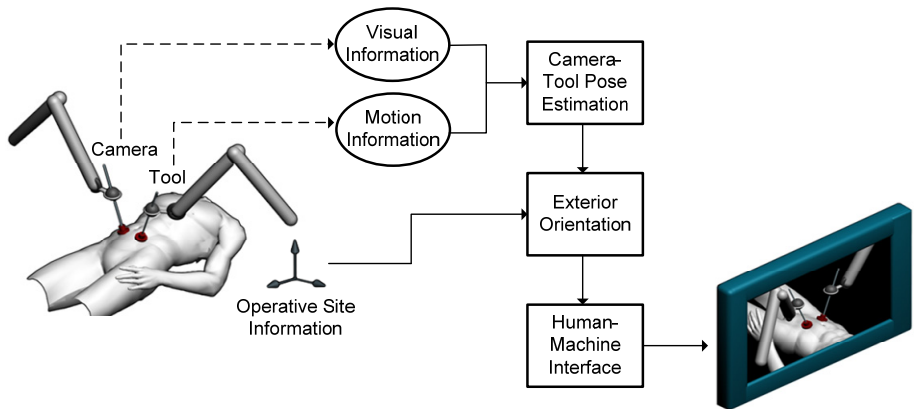 Visual
Information
Motion
Information
Camera
Tool
Operative Site
Information
Camera-
Tool Pose
Estimation
Exterior
Orientation
Human-
Machine
Interface